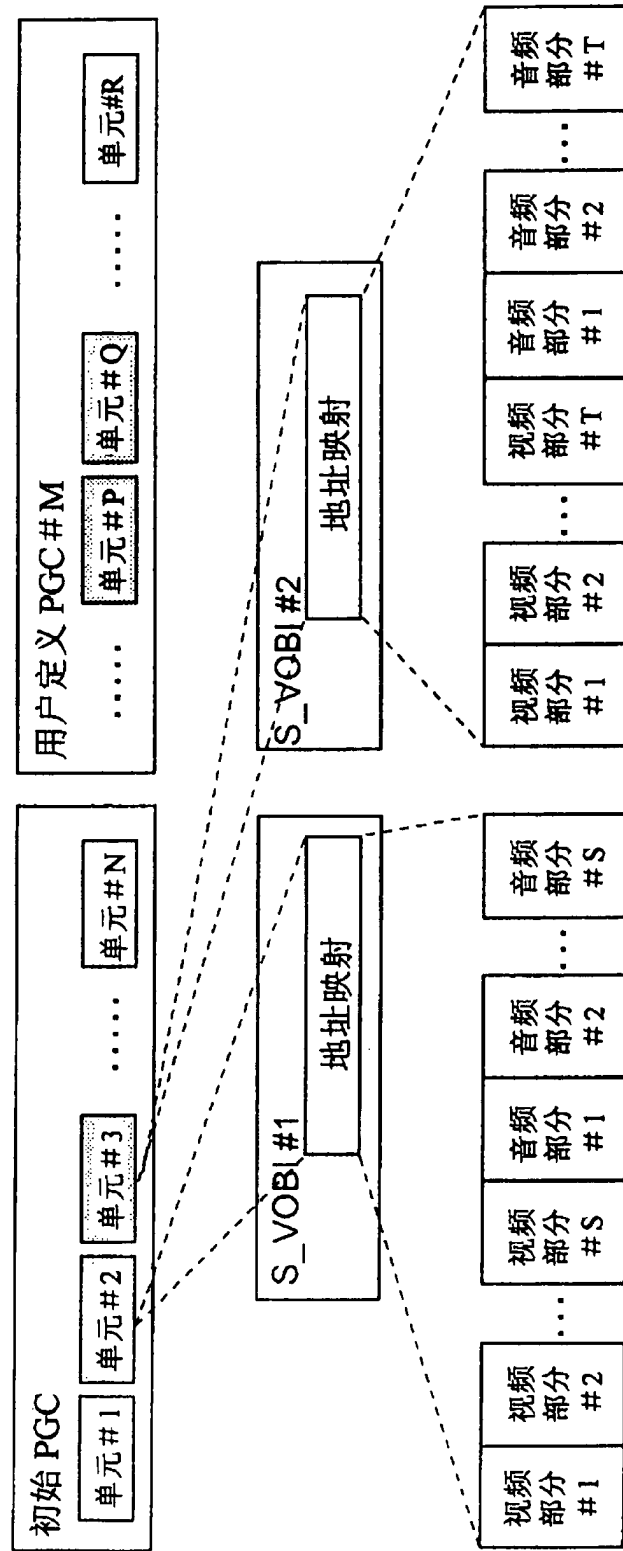 初始 PGC
单元#1
单元#2
单元#3
.....
单元#N
用户定义 PGC#M
.....
单元#P
单元#Q
.....
单元#R
S_VOBI #1
地址映射
S_VOBI #2
地址映射
视频
部分
#1
视频
部分
#2
...
视频
部分
#S
音频
部分
#1
音频
部分
#2
...
音频
部分
#S
视频
部分
#1
视频
部分
#2
...
视频
部分
#T
音频
部分
#1
音频
部分
#2
...
音频
部分
#T